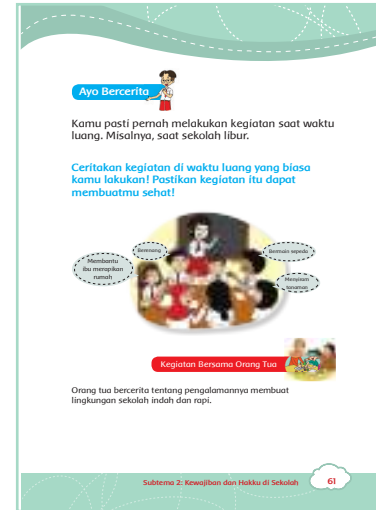 Ayo Bercerita
Kamu pasti pernah melakukan kegiatan saat waktu
luang. Misalnya, saat sekolah libur.
Ceritakan kegiatan di waktu luang yang biasa
kamu lakukan! Pastikan kegiatan itu dapat
membuatmu sehat!
Berenang
Bermain sepeda
Membantu
ibu merapikan
rumah
Menyiram
tanaman
Kegiatan Bersama Orang Tua
Orang tua bercerita tentang pengalamannya membuat
lingkungan sekolah indah dan rapi.
Subtema 2: Kewajiban dan Hakku di Sekolah
61